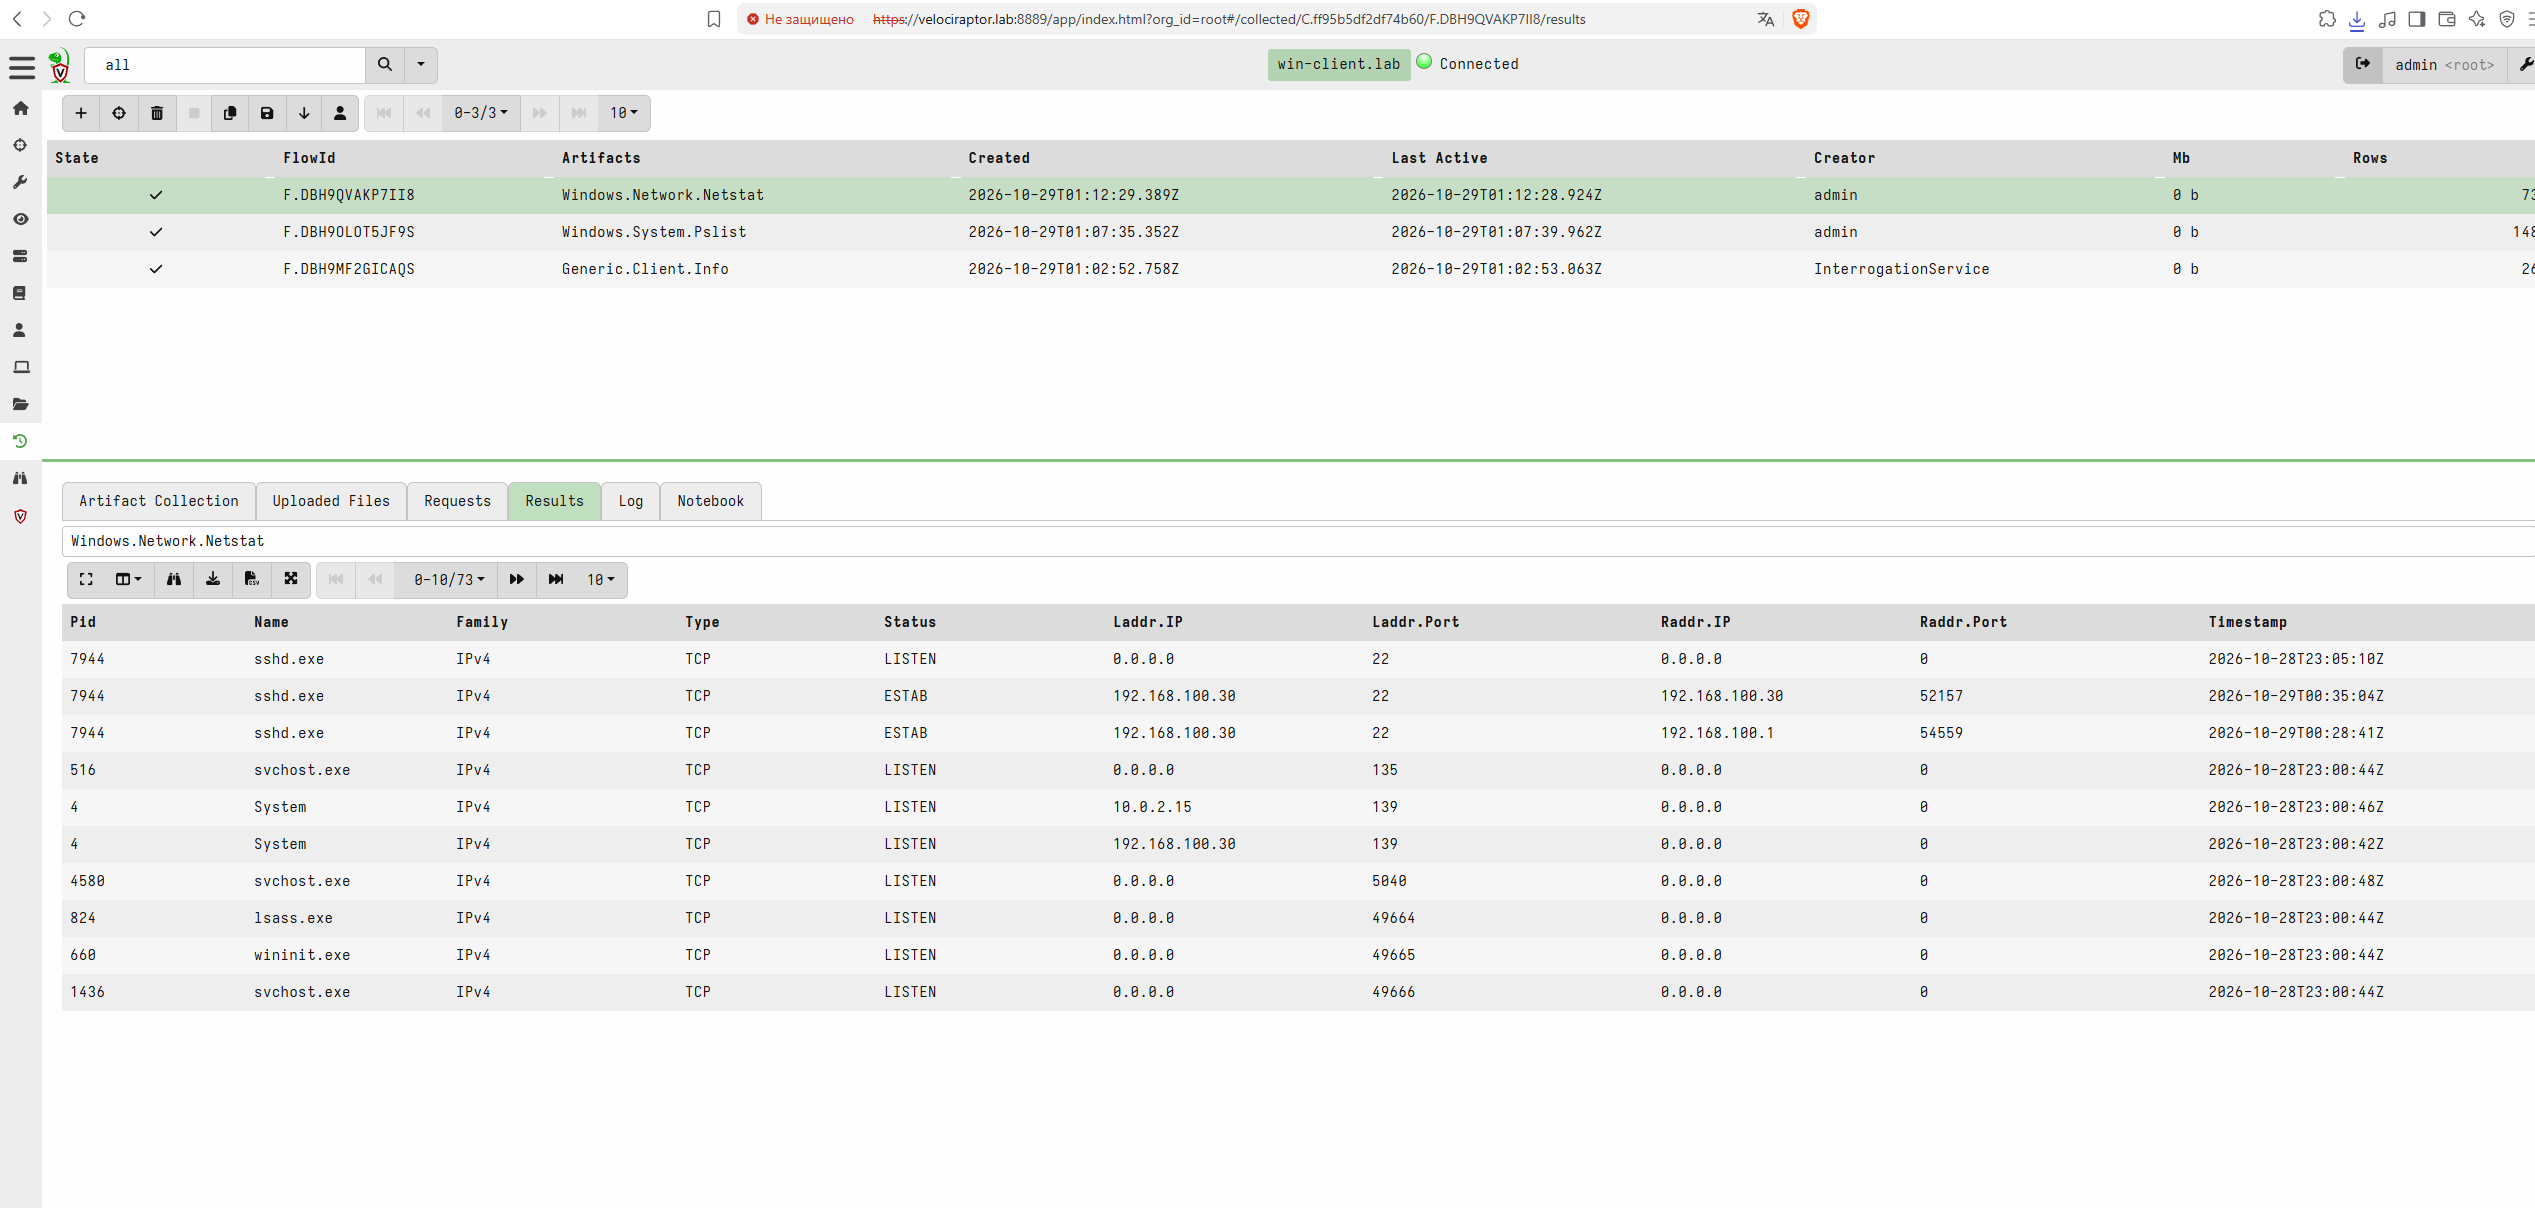 Не защищено https://velociraptor.lab:8889/app/index.html?org_id=root#/collected/C.ff95b5df2df74b60/F.DBH9QVAKP7II8/results
all win-client.lab Connected admin <root>
0-3/3 10
State FlowId Artifacts Created Last Active Creator Mb Rows
F.DBH9QVAKP7II8 Windows.Network.Netstat 2026-10-29T01:12:29.389Z 2026-10-29T01:12:28.924Z admin 0 b 73
F.DBH9OLOT5JF9S Windows.System.Pslist 2026-10-29T01:07:35.352Z 2026-10-29T01:07:39.962Z admin 0 b 148
F.DBH9MF2GICAQS Generic.Client.Info 2026-10-29T01:02:52.758Z 2026-10-29T01:02:53.063Z InterrogationService 0 b 26
Artifact Collection Uploaded Files Requests Results Log Notebook
Windows.Network.Netstat
0-10/73 10
Pid Name Family Type Status Laddr.IP Laddr.Port Raddr.IP Raddr.Port Timestamp
7944 sshd.exe IPv4 TCP LISTEN 0.0.0.0 22 0.0.0.0 0 2026-10-28T23:05:10Z
7944 sshd.exe IPv4 TCP ESTAB 192.168.100.30 22 192.168.100.30 52157 2026-10-29T00:35:04Z
7944 sshd.exe IPv4 TCP ESTAB 192.168.100.30 22 192.168.100.1 54559 2026-10-29T00:28:41Z
516 svchost.exe IPv4 TCP LISTEN 0.0.0.0 135 0.0.0.0 0 2026-10-28T23:00:44Z
4 System IPv4 TCP LISTEN 10.0.2.15 139 0.0.0.0 0 2026-10-28T23:00:46Z
4 System IPv4 TCP LISTEN 192.168.100.30 139 0.0.0.0 0 2026-10-28T23:00:42Z
4580 svchost.exe IPv4 TCP LISTEN 0.0.0.0 5040 0.0.0.0 0 2026-10-28T23:00:48Z
824 lsass.exe IPv4 TCP LISTEN 0.0.0.0 49664 0.0.0.0 0 2026-10-28T23:00:44Z
660 wininit.exe IPv4 TCP LISTEN 0.0.0.0 49665 0.0.0.0 0 2026-10-28T23:00:44Z
1436 svchost.exe IPv4 TCP LISTEN 0.0.0.0 49666 0.0.0.0 0 2026-10-28T23:00:44Z